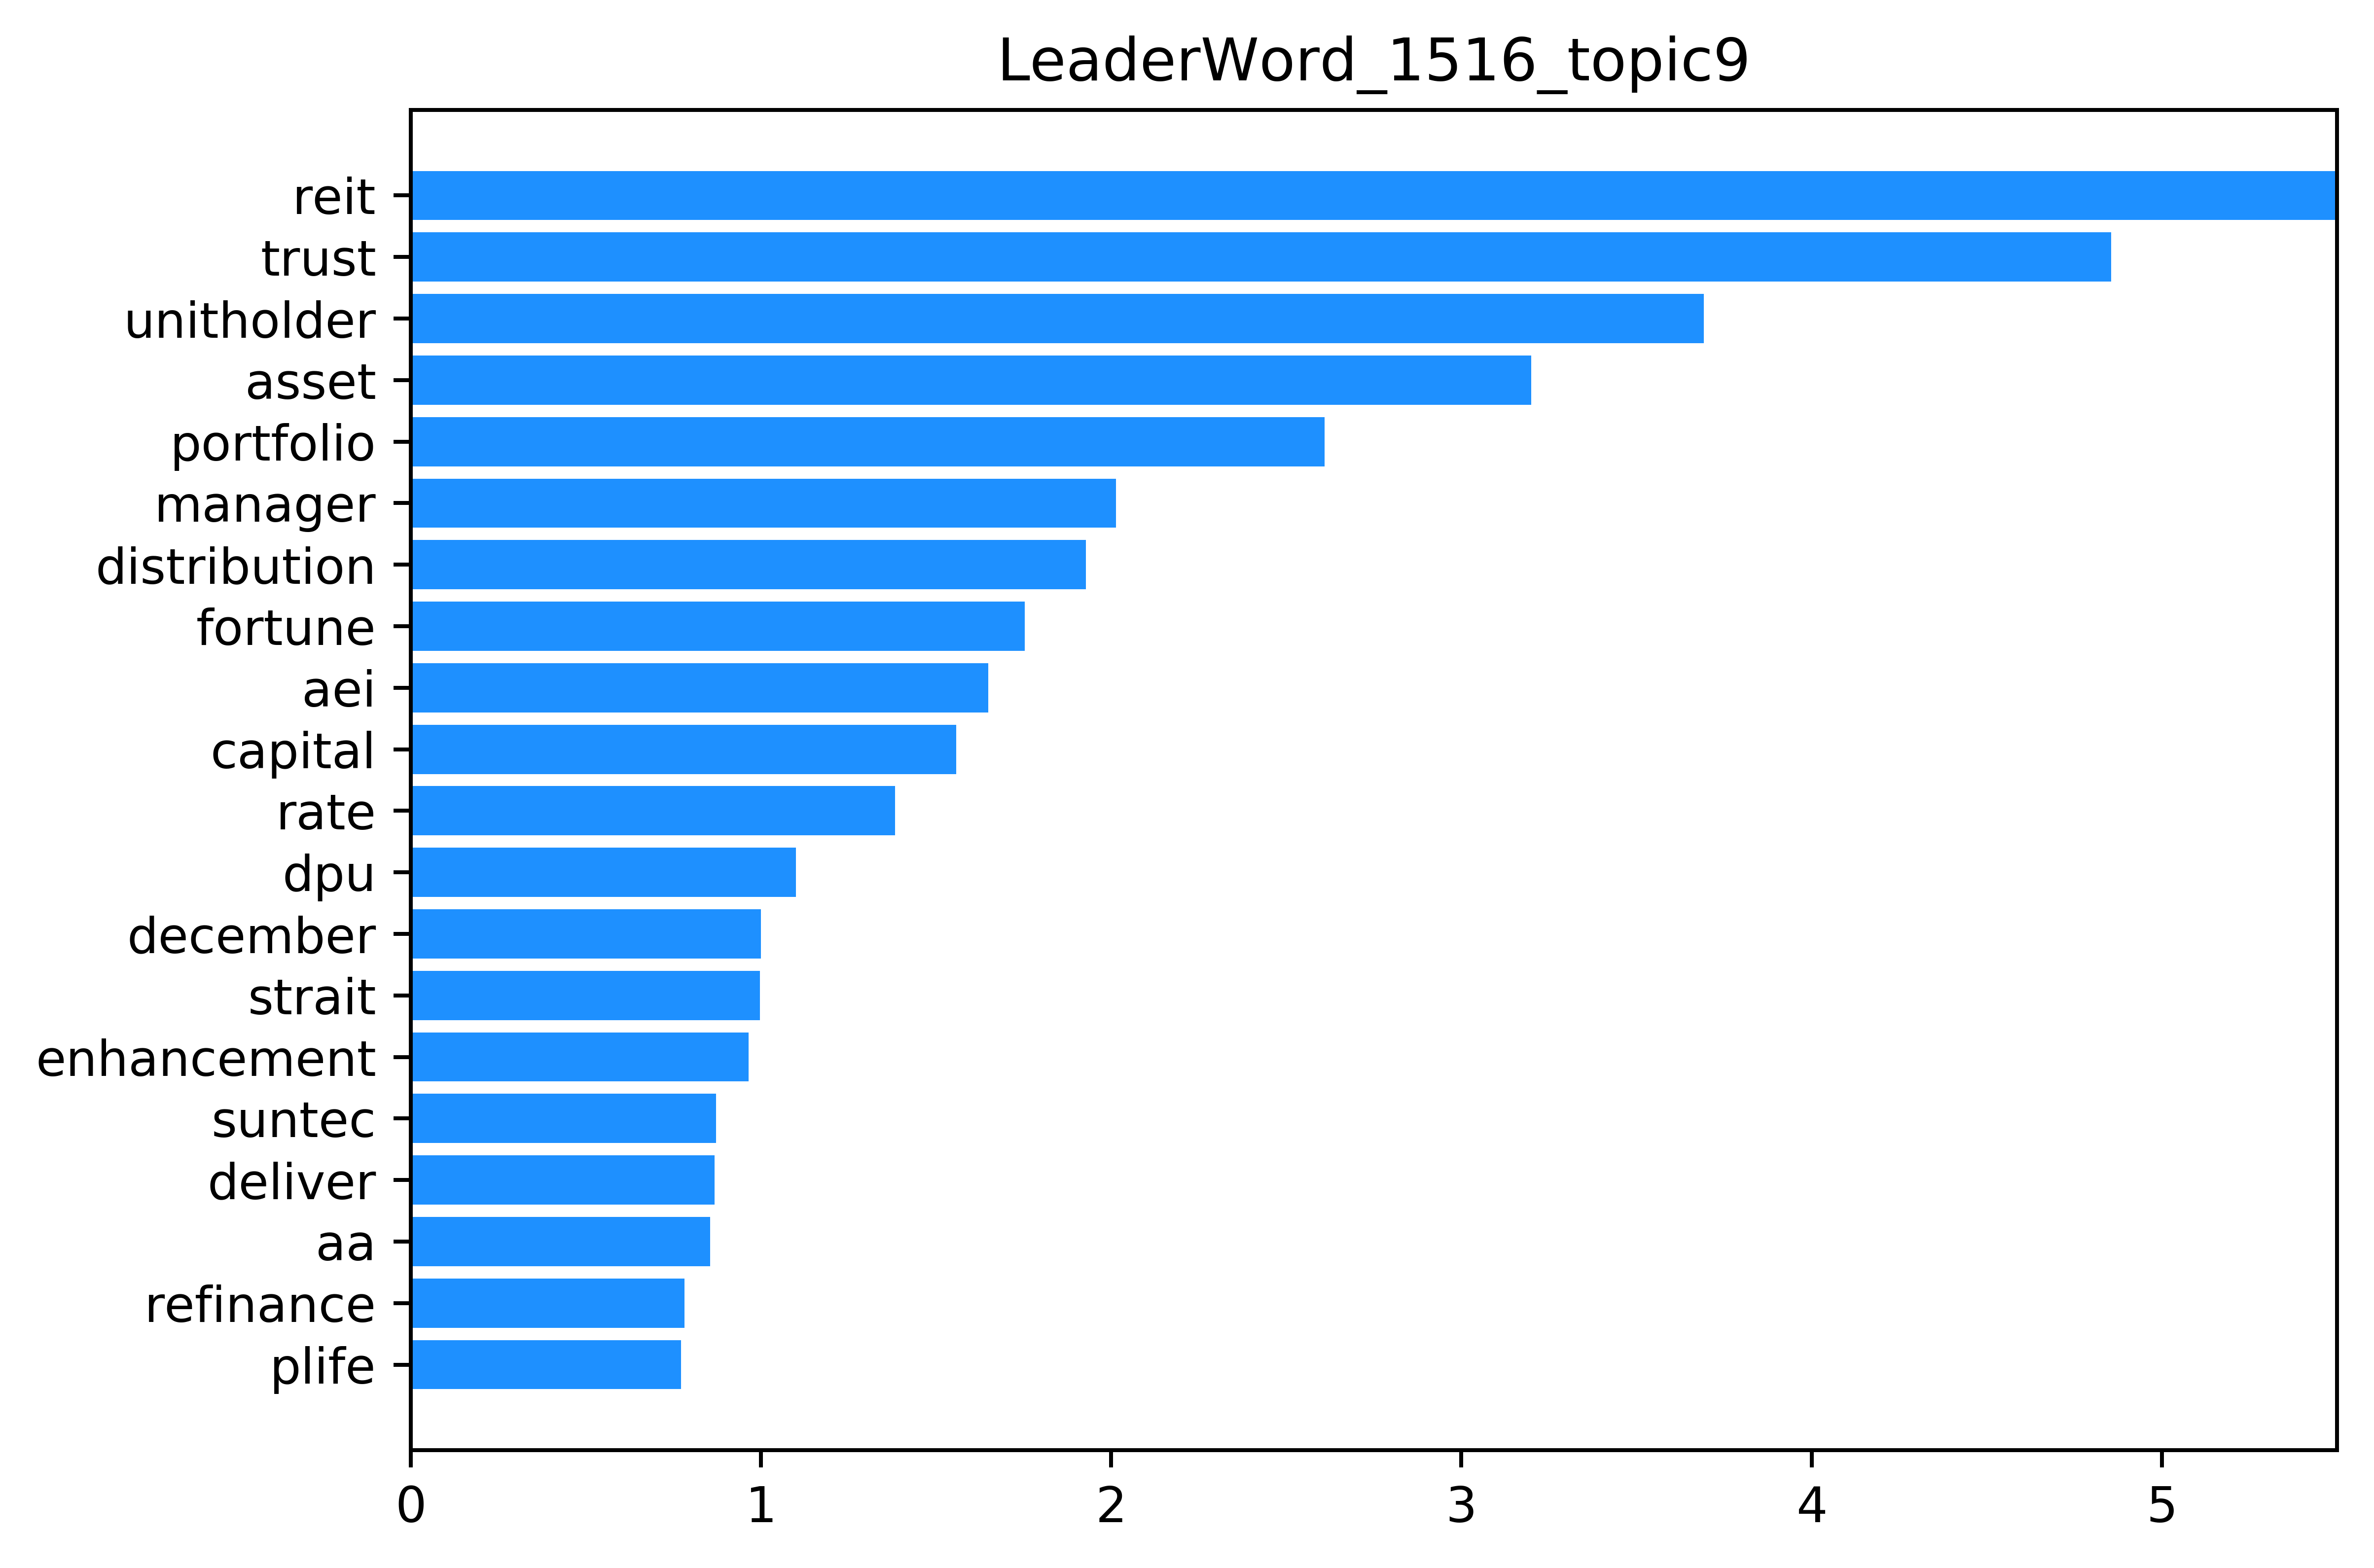 LeaderWord_1516_topic9
reit
trust
unitholder
asset
portfolio
manager
distribution
fortune
aei
capital
rate
dpu
december
strait
enhancement
suntec
deliver
aa
refinance
plife
0 1 2 3 4 5